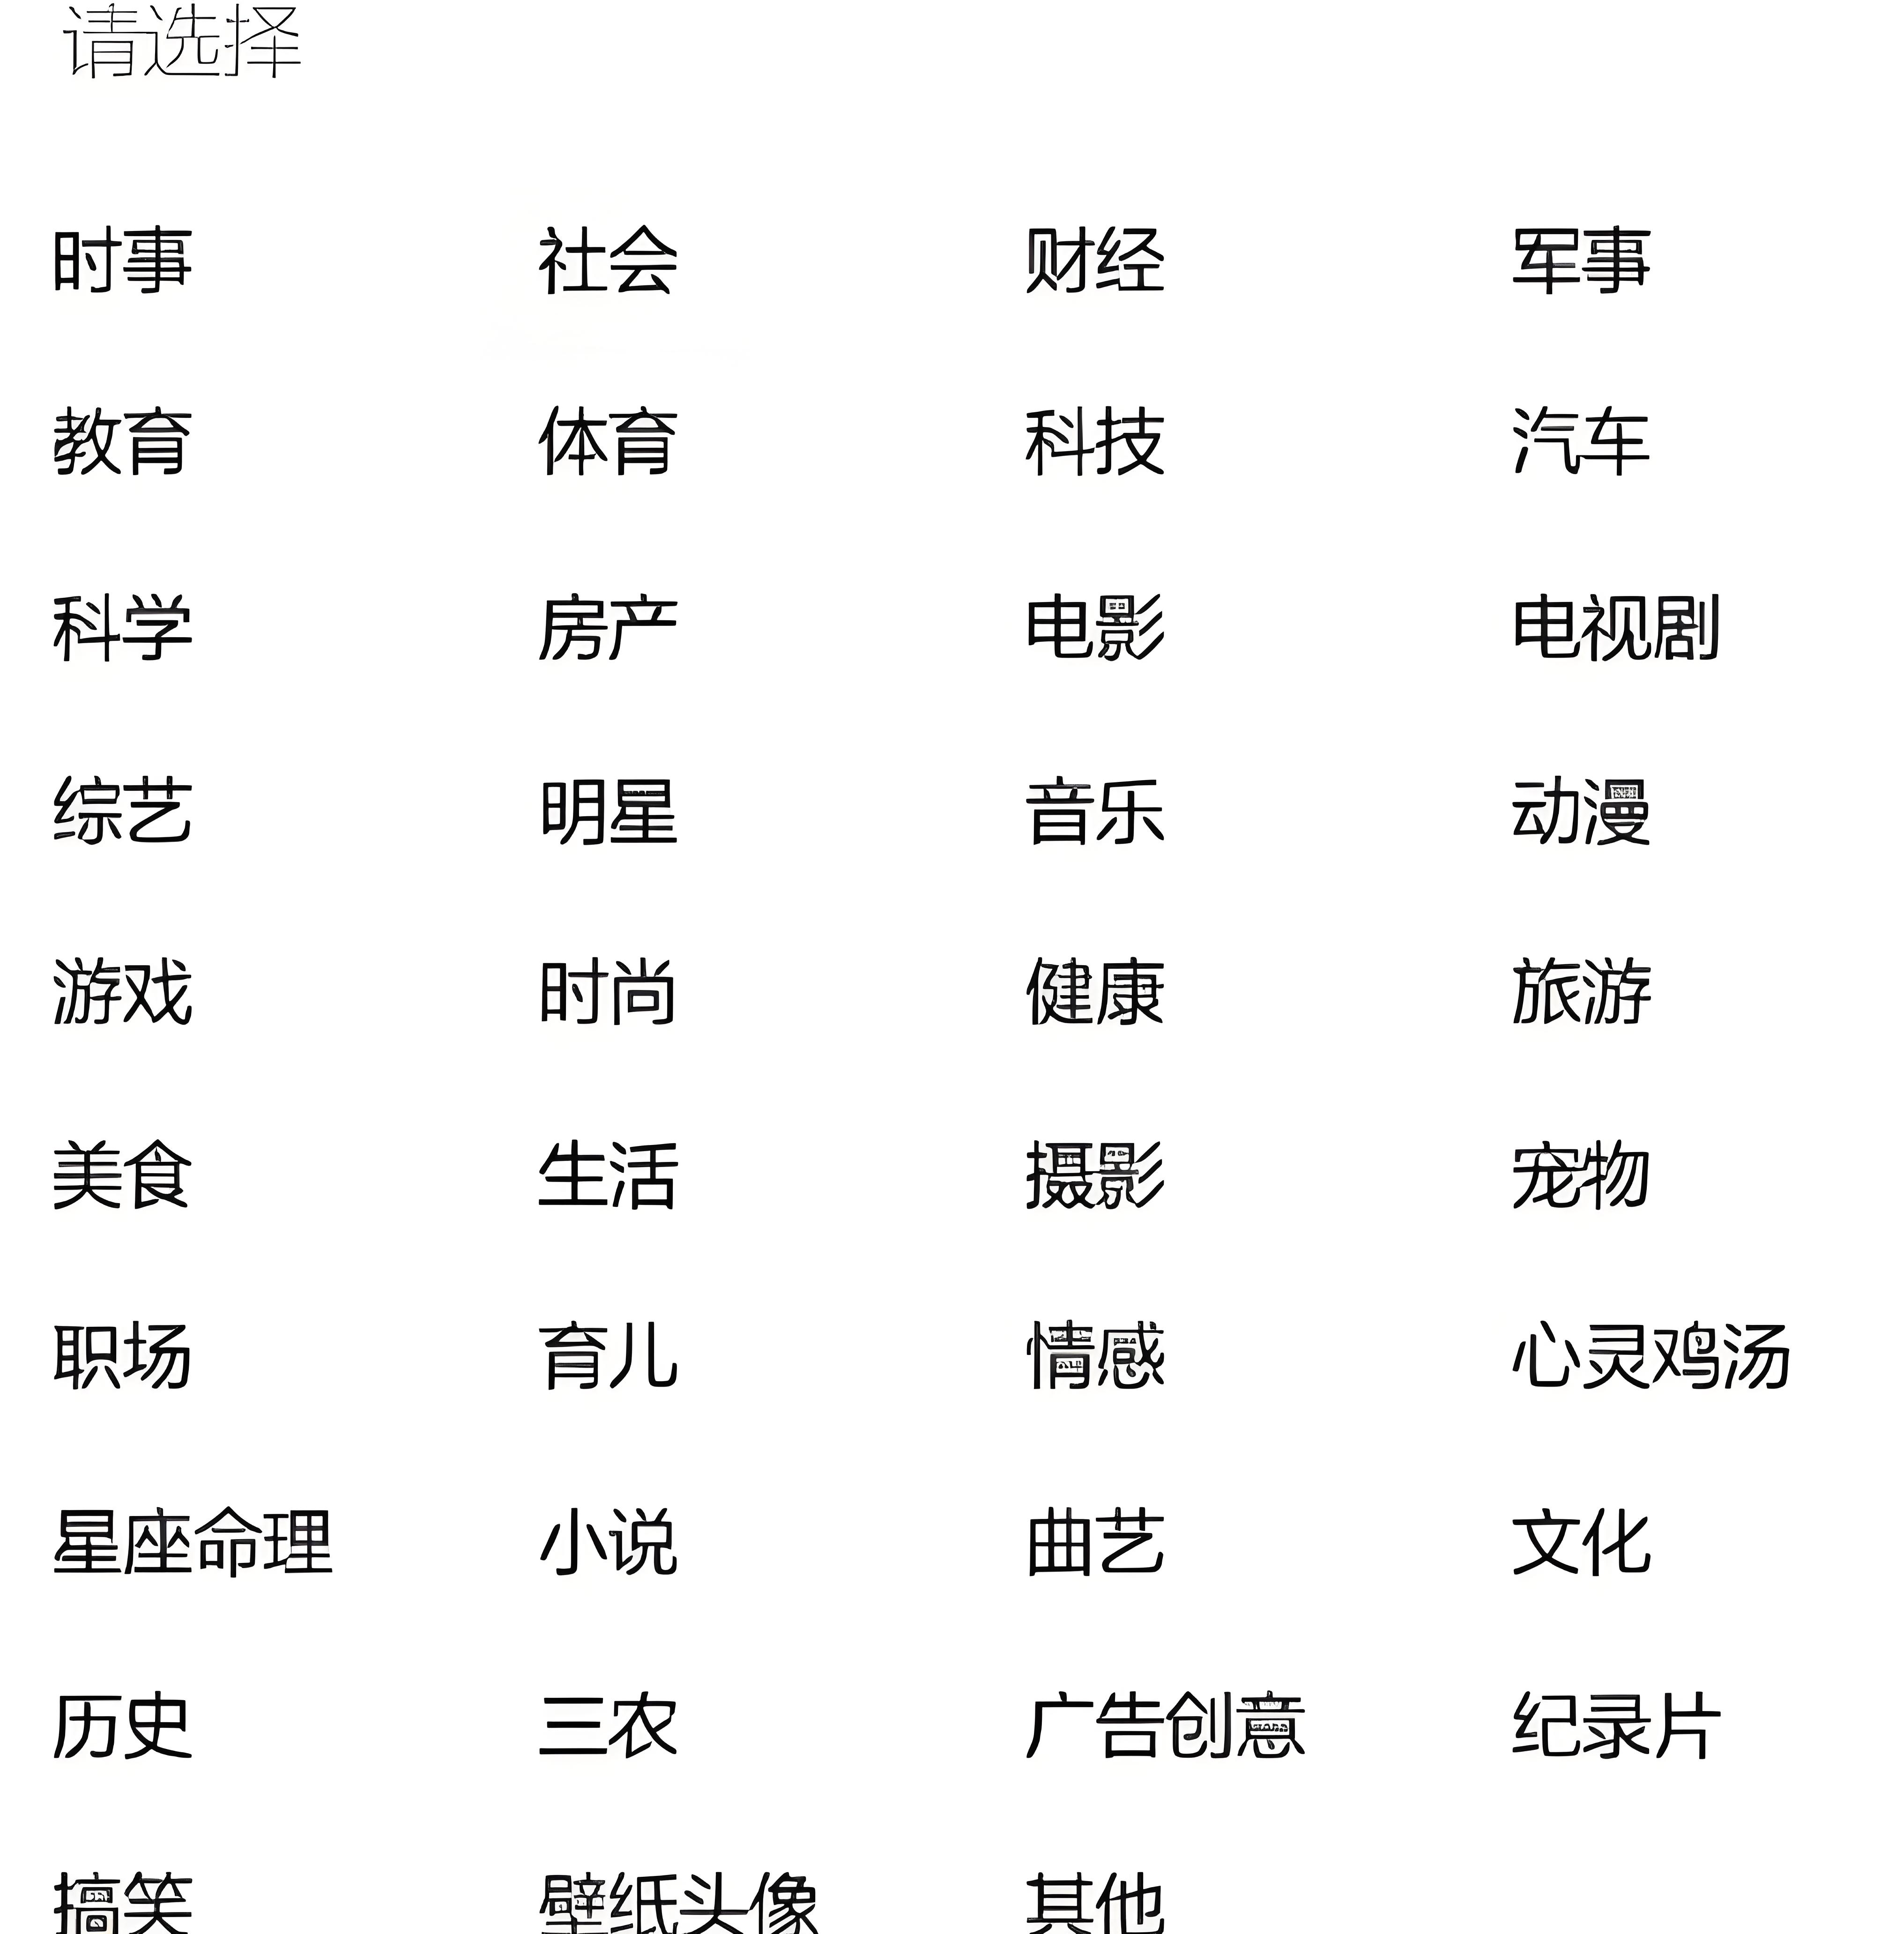 请选择
时事 社会 财经 军事
教育 体育 科技 汽车
科学 房产 电影 电视剧
综艺 明星 音乐 动漫
游戏 时尚 健康 旅游
美食 生活 摄影 宠物
职场 育儿 情感 心灵鸡汤
星座命理 小说 曲艺 文化
历史 三农 广告创意 纪录片
搞笑 壁纸头像 其他